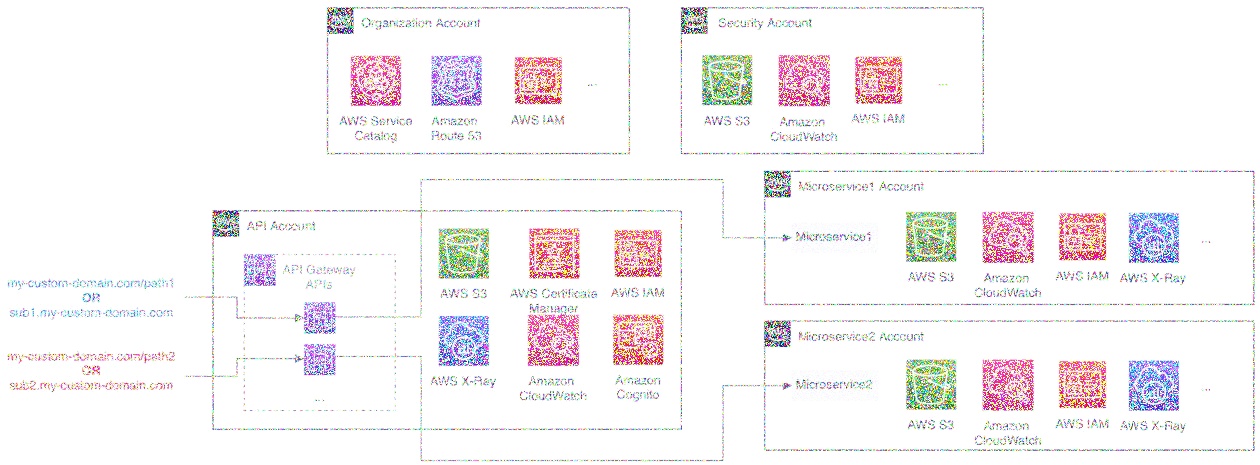 Organization Account
AWS Service
Catalog
Amazon
Route 53
AWS IAM
...
Security Account
AWS S3
Amazon
CloudWatch
AWS IAM
...
my-custom-domain.com/path1
OR
sub1.my-custom-domain.com
my-custom-domain.com/path2
OR
sub2.my-custom-domain.com
API Account
API Gateway
APIs
...
AWS S3
AWS Certificate
Manager
AWS IAM
AWS X-Ray
Amazon
CloudWatch
Amazon
Cognito
Microservice1 Account
Microservice1
AWS S3
Amazon
CloudWatch
AWS IAM
AWS X-Ray
...
Microservice2 Account
Microservice2
AWS S3
Amazon
CloudWatch
AWS IAM
AWS X-Ray
...